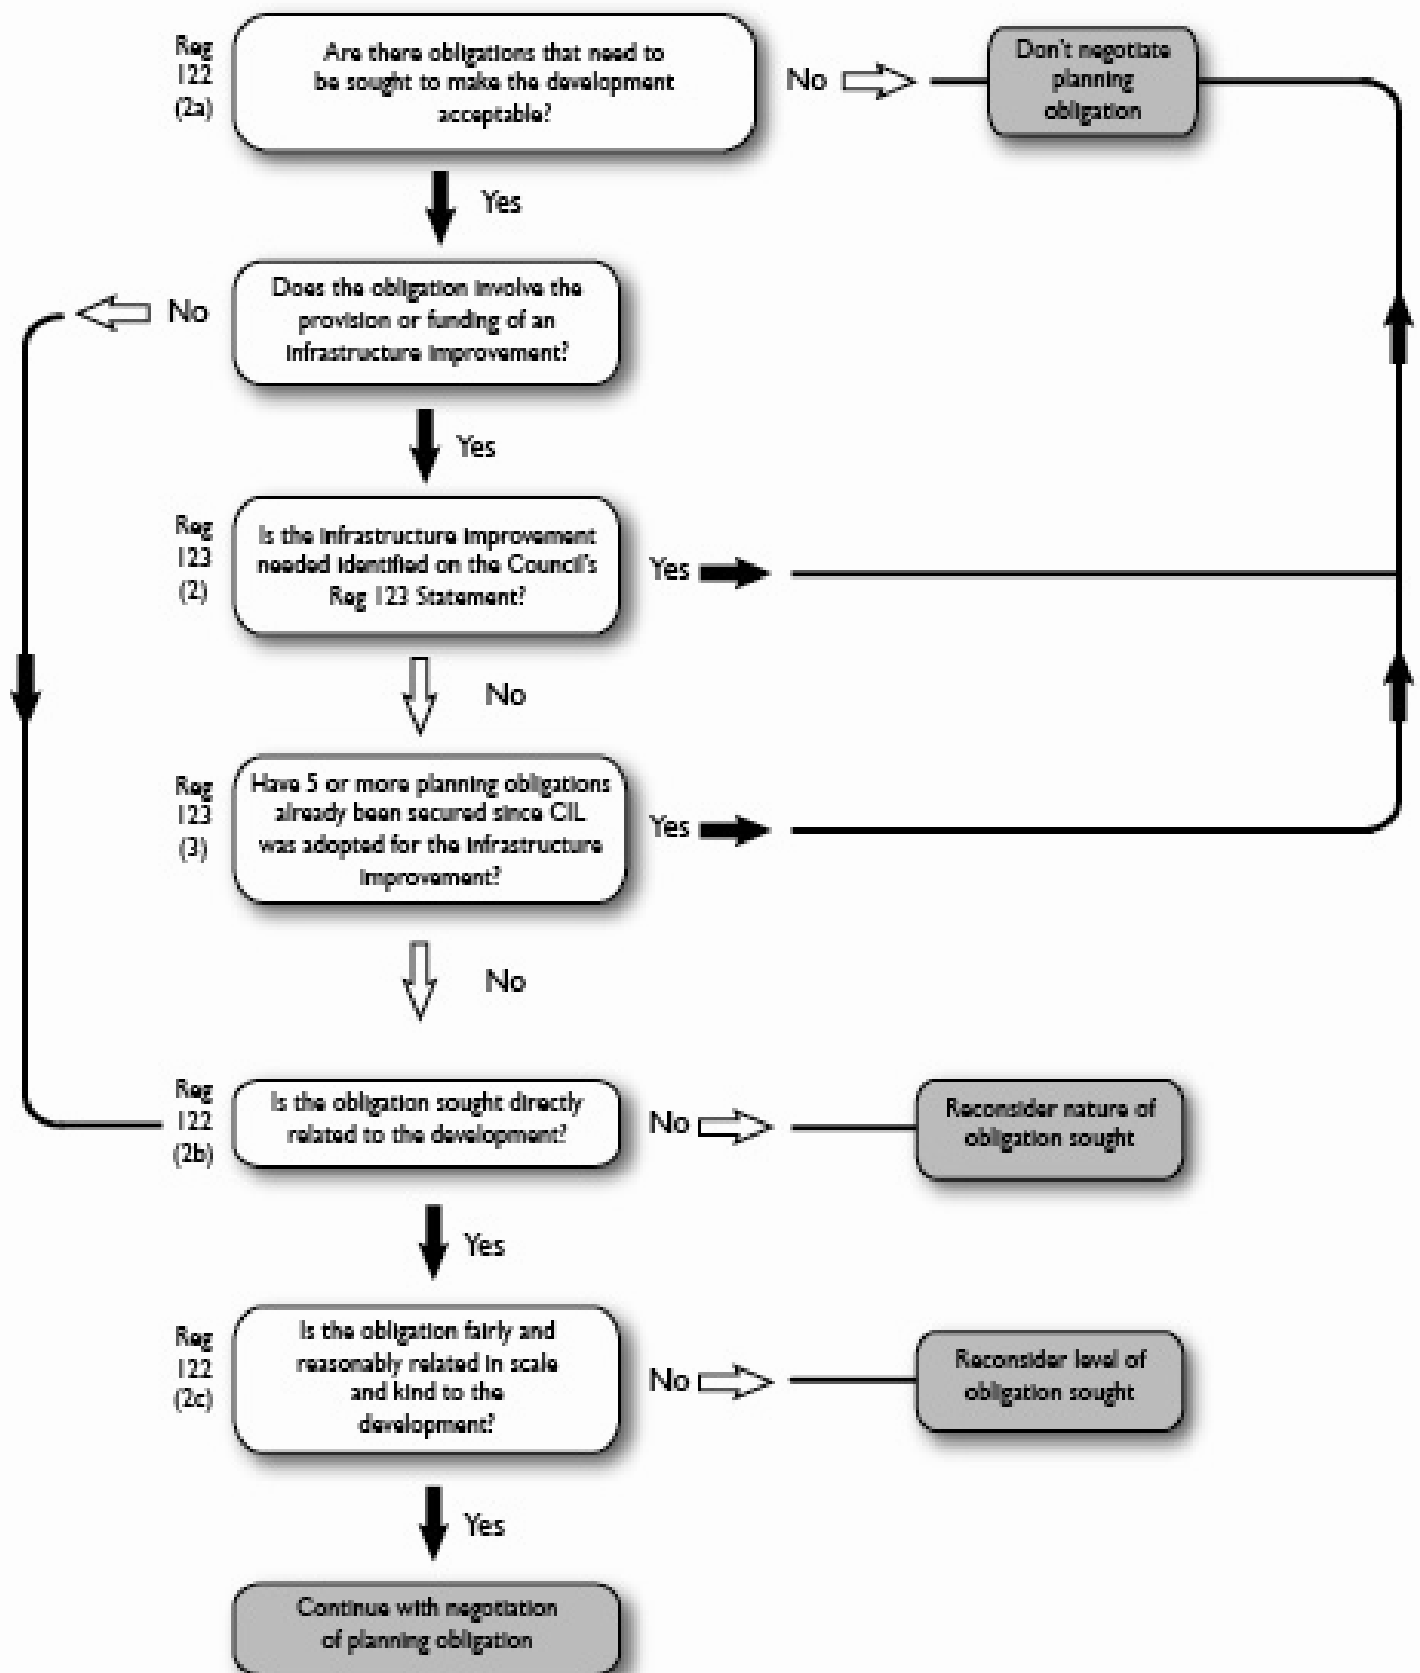 Reg
122
(2a)
Are there obligations that need to
be sought to make the development
acceptable?
No
Don't negotiate
planning
obligation
Yes
Does the obligation involve the
provision or funding of an
infrastructure improvement?
No
Yes
Reg
123
(2)
Is the infrastructure improvement
needed identified on the Council's
Reg 123 Statement?
Yes
No
Reg
123
(3)
Have 5 or more planning obligations
already been secured since CIL
was adopted for the infrastructure
improvement?
Yes
No
Reg
122
(2b)
Is the obligation sought directly
related to the development?
No
Reconsider nature of
obligation sought
Yes
Reg
122
(2c)
Is the obligation fairly and
reasonably related in scale
and kind to the
development?
No
Reconsider level of
obligation sought
Yes
Continue with negotiation
of planning obligation